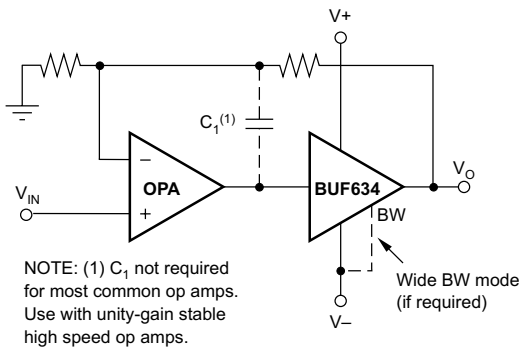 V+
C1(1)
VO
–
OPA
BUF634
VIN
+
BW
NOTE: (1) C1 not required
for most common op amps.
Use with unity-gain stable
high speed op amps.
Wide BW mode
(if required)
V–